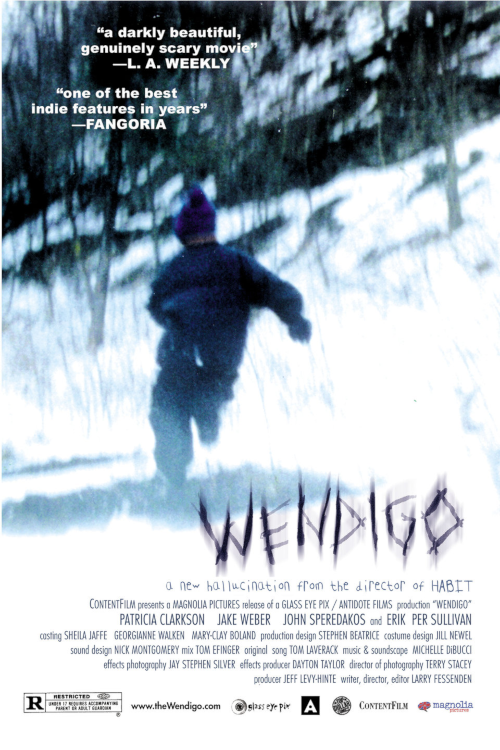 “a darkly beautiful,
genuinely scary movie”
—L. A. WEEKLY
“one of the best
indie features in years”
—FANGORIA
WENDIGO
a new hallucination from the director of HABIT
CONTENTFILM presents a MAGNOLIA PICTURES release of a GLASS EYE PIX / ANTIDOTE FILMS production “WENDIGO”
PATRICIA CLARKSON JAKE WEBER JOHN SPEREDAKOS and ERIK PER SULLIVAN
casting SHEILA JAFFE GEORGIANNE WALKEN MARY-CLAY BOLAND production design STEPHEN BEATRICE costume design JILL NEWEL
sound design NICK MONTGOMERY mix TOM EFINGER original song TOM LAVERACK music & soundscape MICHELLE DiBUCCI
effects photography JAY STEPHEN SILVER effects producer DAYTON TAYLOR director of photography TERRY STACEY
producer JEFF LEVY-HINTE writer, director, editor LARRY FESSENDEN
R RESTRICTED
UNDER 17 REQUIRES ACCOMPANYING
PARENT OR ADULT GUARDIAN
®
www.theWendigo.com glass eye pix A CONTENTFILM magnolia
pictures